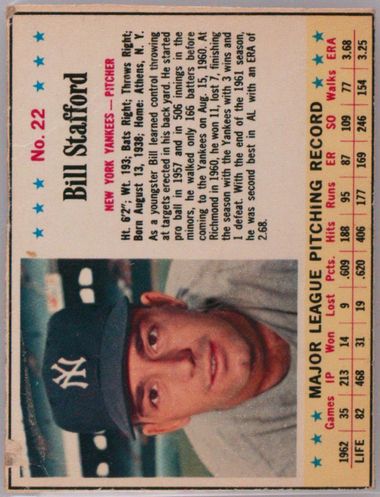 No. 22
Bill Stafford
NEW YORK YANKEES—PITCHER
Ht. 6'2"; Wt. 193; Bats Right; Throws Right;
Born August 13, 1938; Home: Athens, N. Y.
As a youngster Bill learned control throwing
at targets erected in his back yard. He started
pro ball in 1957 and in 506 innings in the
minors, he walked only 166 batters before
coming to the Yankees on Aug. 15, 1960. At
Richmond in 1960, he won 11, lost 7, finishing
the season with the Yankees with 3 wins and
1 defeat. With the end of the 1961 season,
he was second best in AL with an ERA of
2.68.
NY
MAJOR LEAGUE PITCHING RECORD
Games IP Won Lost Pcts. Hits Runs ER SO Walks ERA
1962 35 213 14 9 .609 188 95 87 109 77 3.68
LIFE 82 468 31 19 .620 406 177 169 246 154 3.25